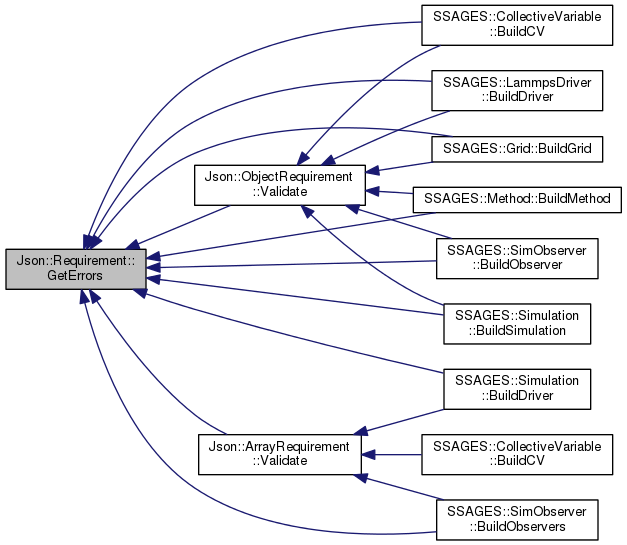 SSAGES::CollectiveVariable
::BuildCV
SSAGES::LammpsDriver
::BuildDriver
SSAGES::Grid::BuildGrid
Json::ObjectRequirement
::Validate
SSAGES::Method::BuildMethod
Json::Requirement::
GetErrors
SSAGES::SimObserver
::BuildObserver
SSAGES::Simulation
::BuildSimulation
SSAGES::Simulation
::BuildDriver
Json::ArrayRequirement
::Validate
SSAGES::CollectiveVariable
::BuildCV
SSAGES::SimObserver
::BuildObservers